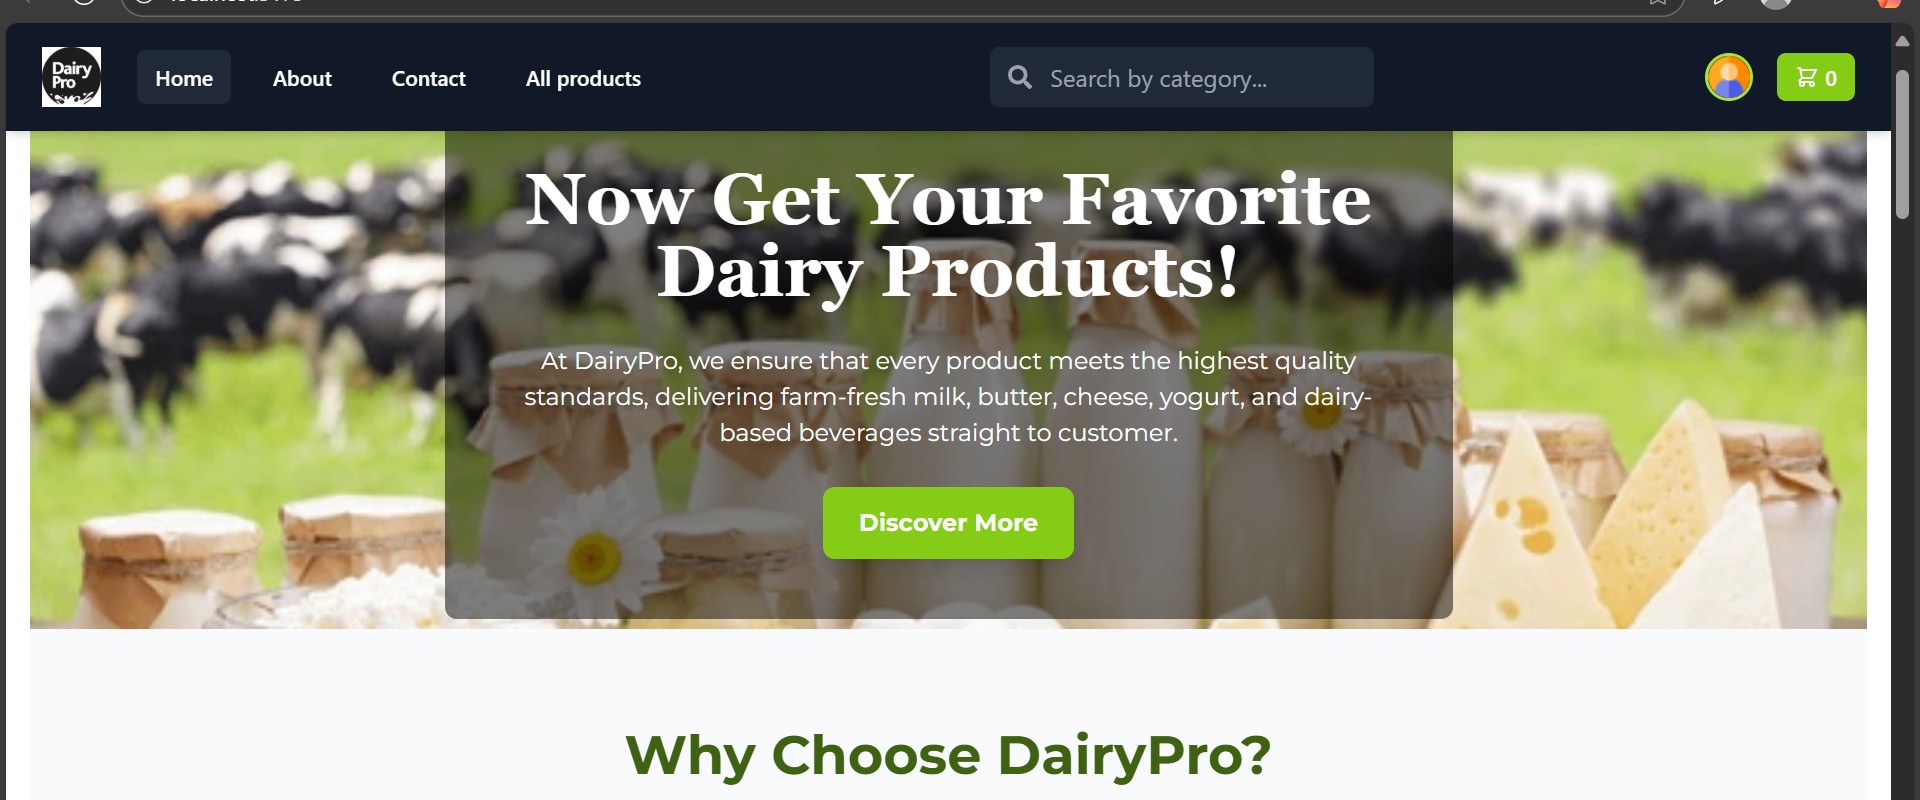 Dairy
Pro
Home
About
Contact
All products
Search by category...
0
Now Get Your Favorite
Dairy Products!
At DairyPro, we ensure that every product meets the highest quality
standards, delivering farm-fresh milk, butter, cheese, yogurt, and dairy-
based beverages straight to customer.
Discover More
Why Choose DairyPro?